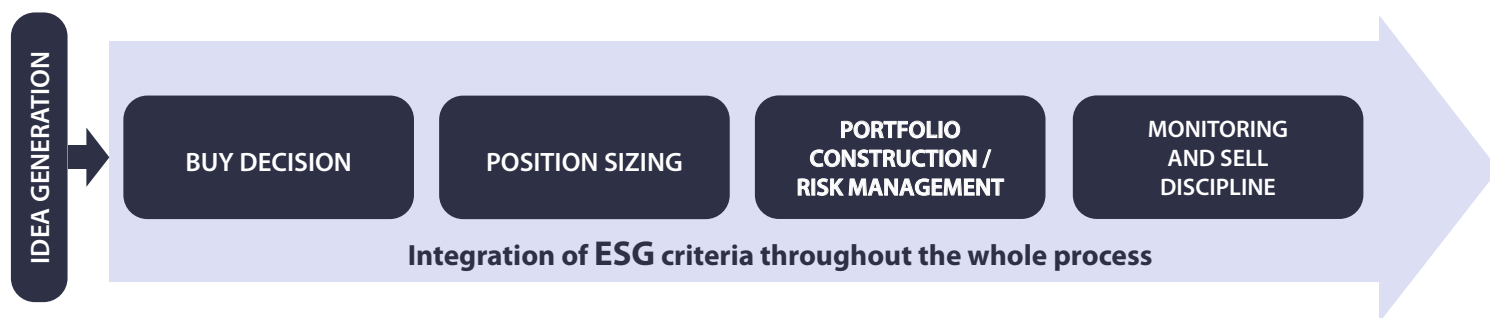 IDEA GENERATION
BUY DECISION
POSITION SIZING
PORTFOLIO
CONSTRUCTION /
RISK MANAGEMENT
MONITORING
AND SELL
DISCIPLINE
Integration of ESG criteria throughout the whole process